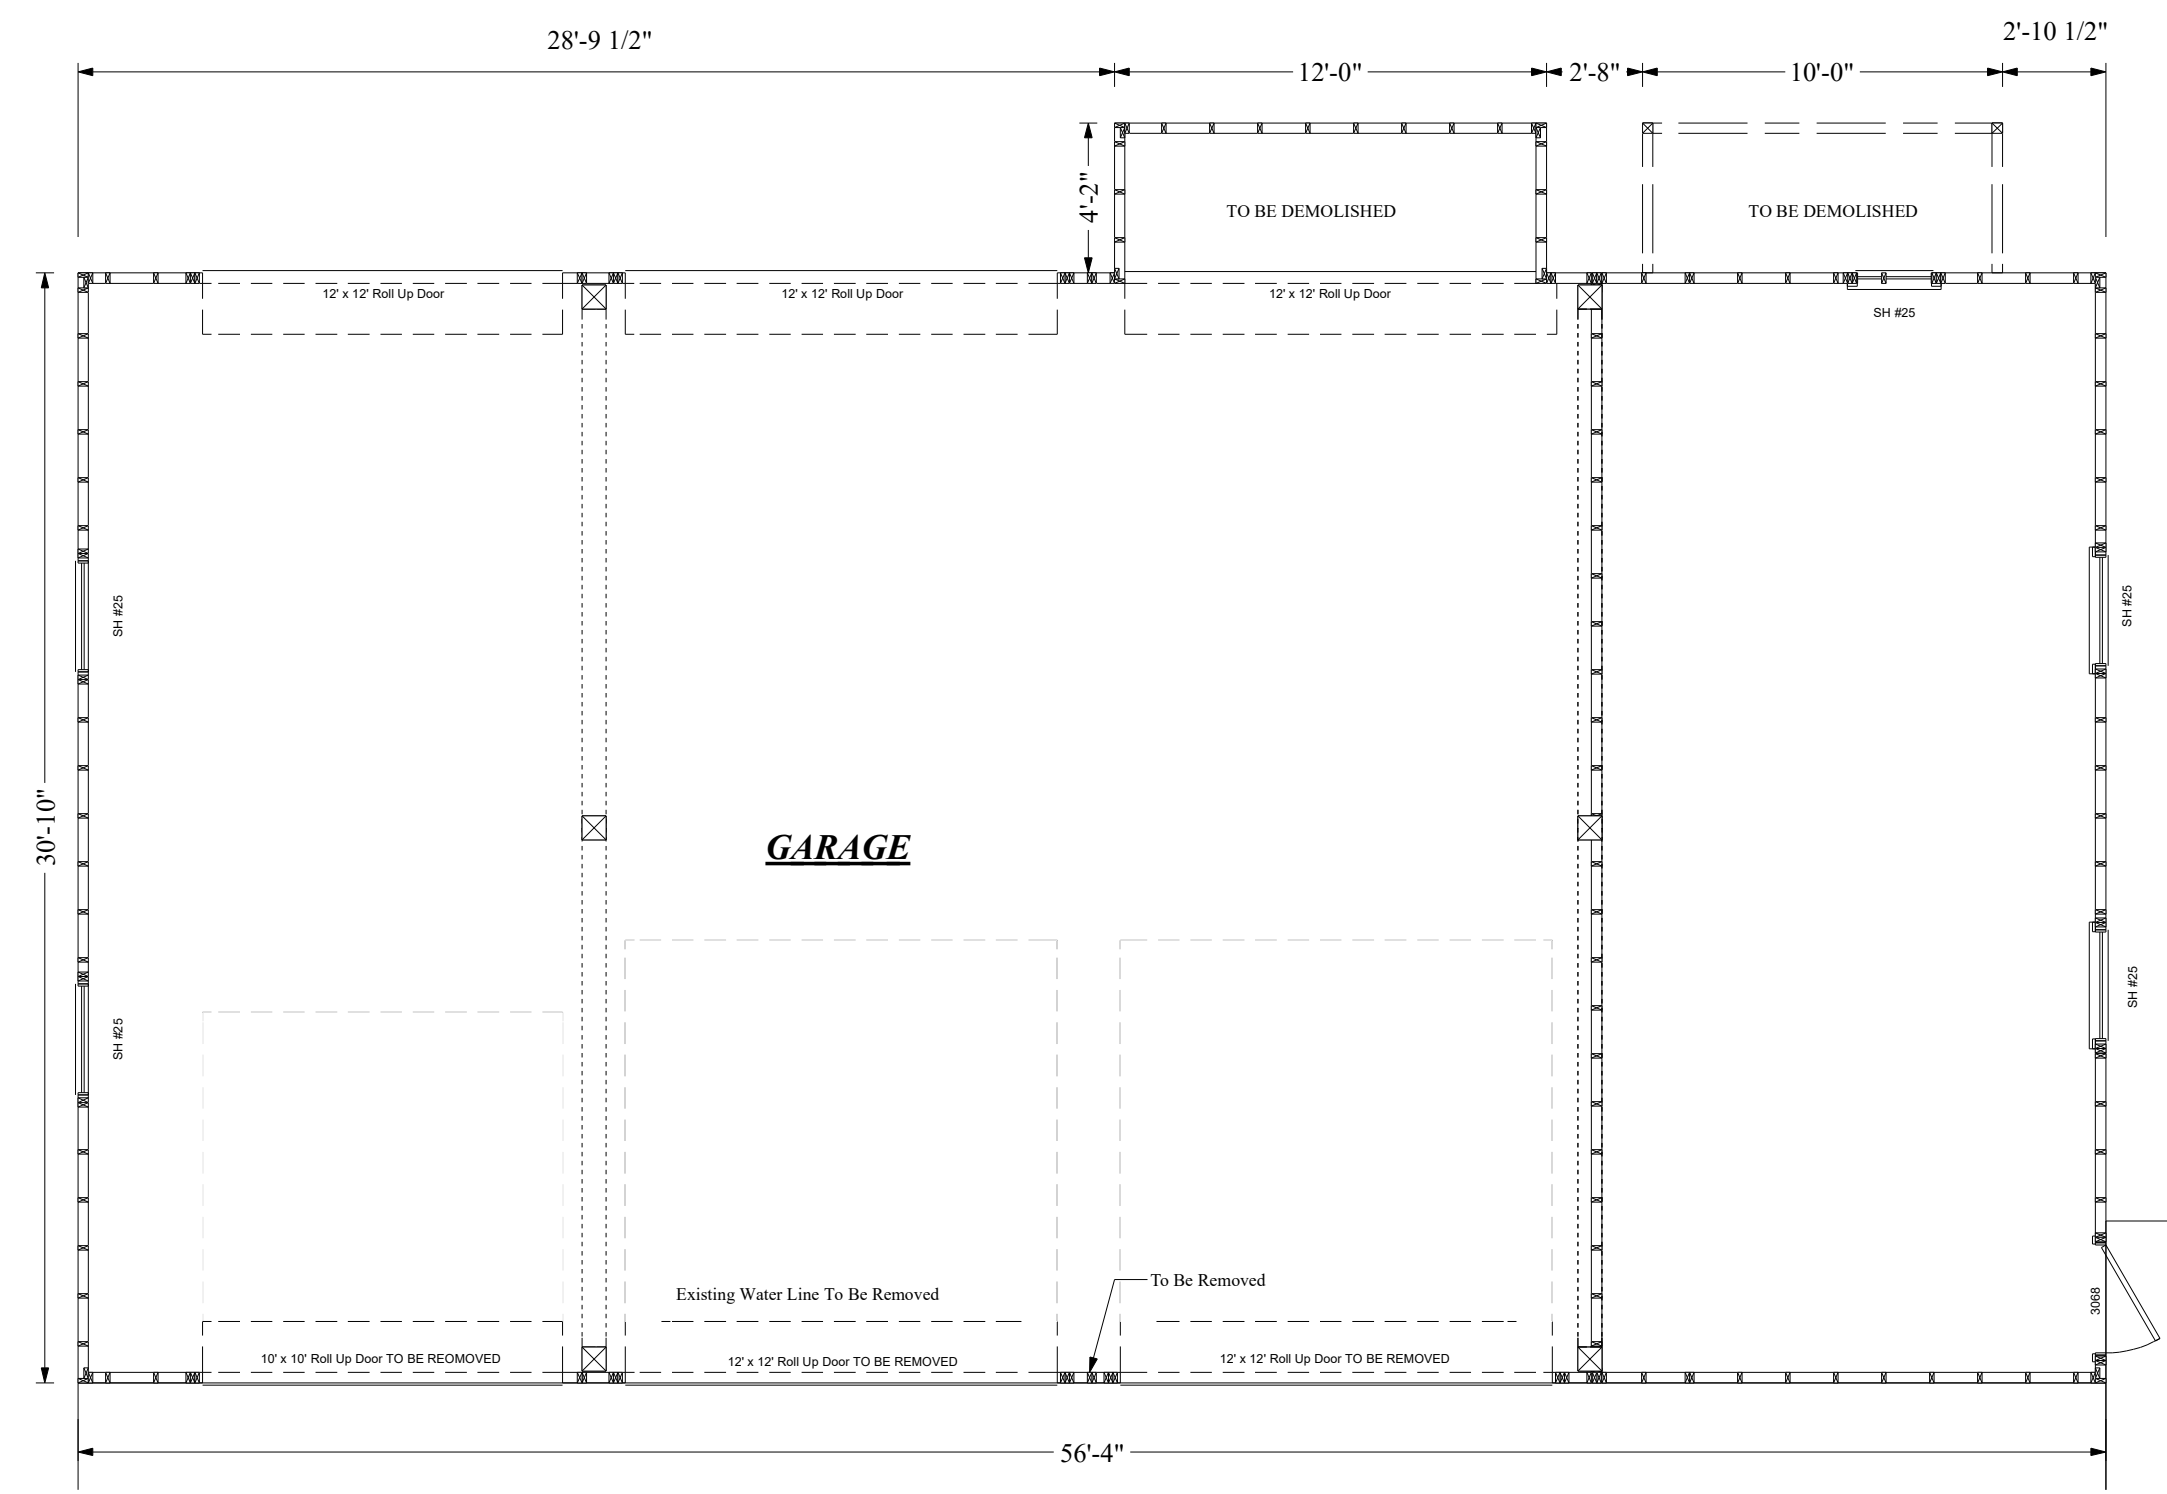 28'-9 1/2"
2'-10 1/2"
12'-0"
2'-8"
10'-0"
4'-2"
TO BE DEMOLISHED
TO BE DEMOLISHED
12' x 12' Roll Up Door
12' x 12' Roll Up Door
12' x 12' Roll Up Door
SH #25
SH #25
SH #25
30'-10"
GARAGE
SH #25
SH #25
To Be Removed
Existing Water Line To Be Removed
3068
10' x 10' Roll Up Door TO BE REOMOVED
12' x 12' Roll Up Door TO BE REMOVED
12' x 12' Roll Up Door TO BE REMOVED
56'-4"